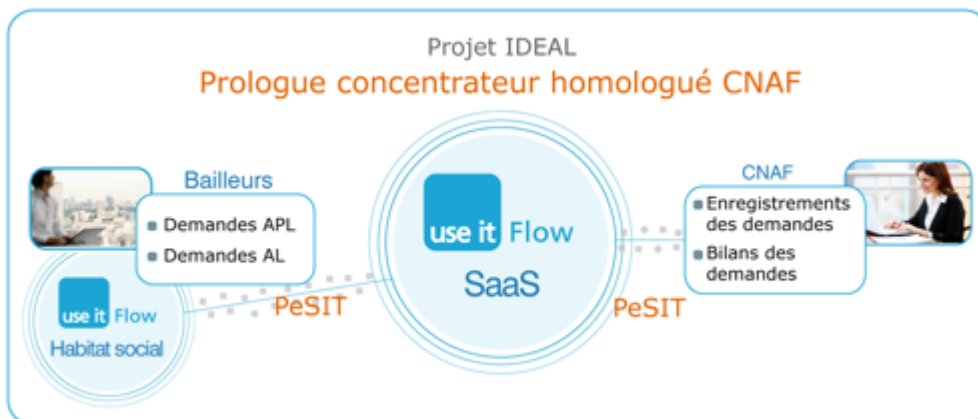 Projet IDEAL
Prologue concentrateur homologué CNAF
Bailleurs
Demandes APL
Demandes AL
use it Flow
Habitat social
PeSIT
use it Flow
SaaS
PeSIT
CNAF
Enregistrements
des demandes
Bilans des
demandes